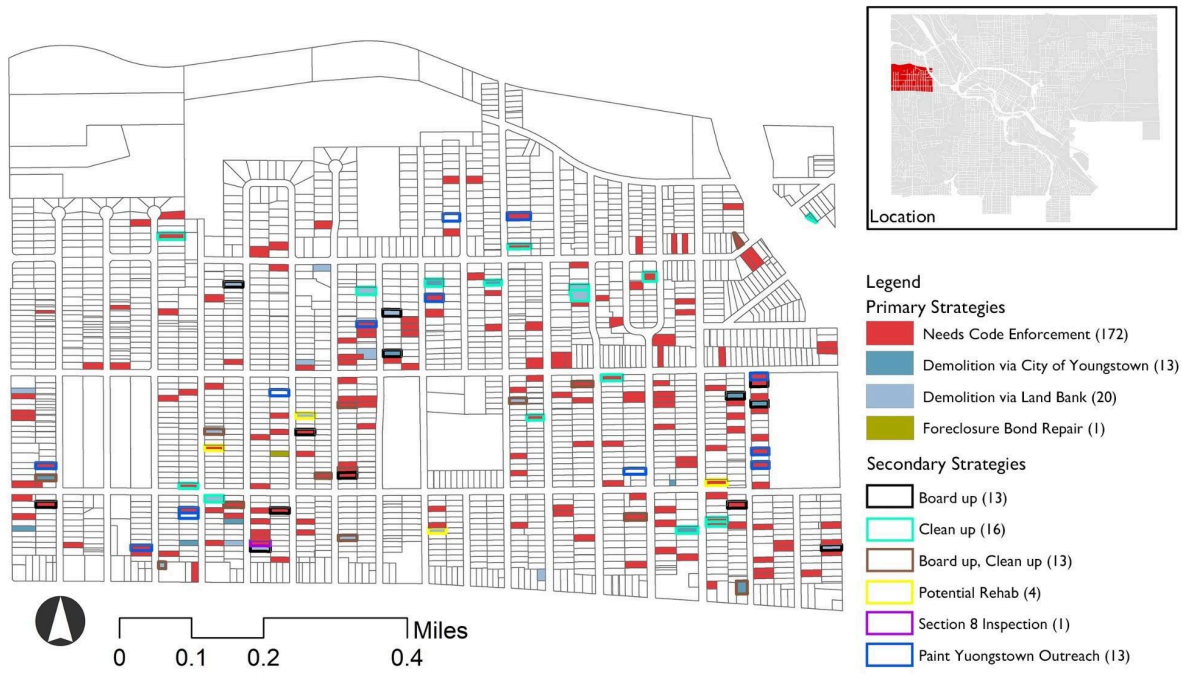 Location
Legend
Primary Strategies
Needs Code Enforcement (172)
Demolition via City of Youngstown (13)
Demolition via Land Bank (20)
Foreclosure Bond Repair (1)
Secondary Strategies
Board up (13)
Clean up (16)
Board up, Clean up (13)
Potential Rehab (4)
Section 8 Inspection (1)
Paint Yuongstown Outreach (13)
Miles
0 0.1 0.2 0.4